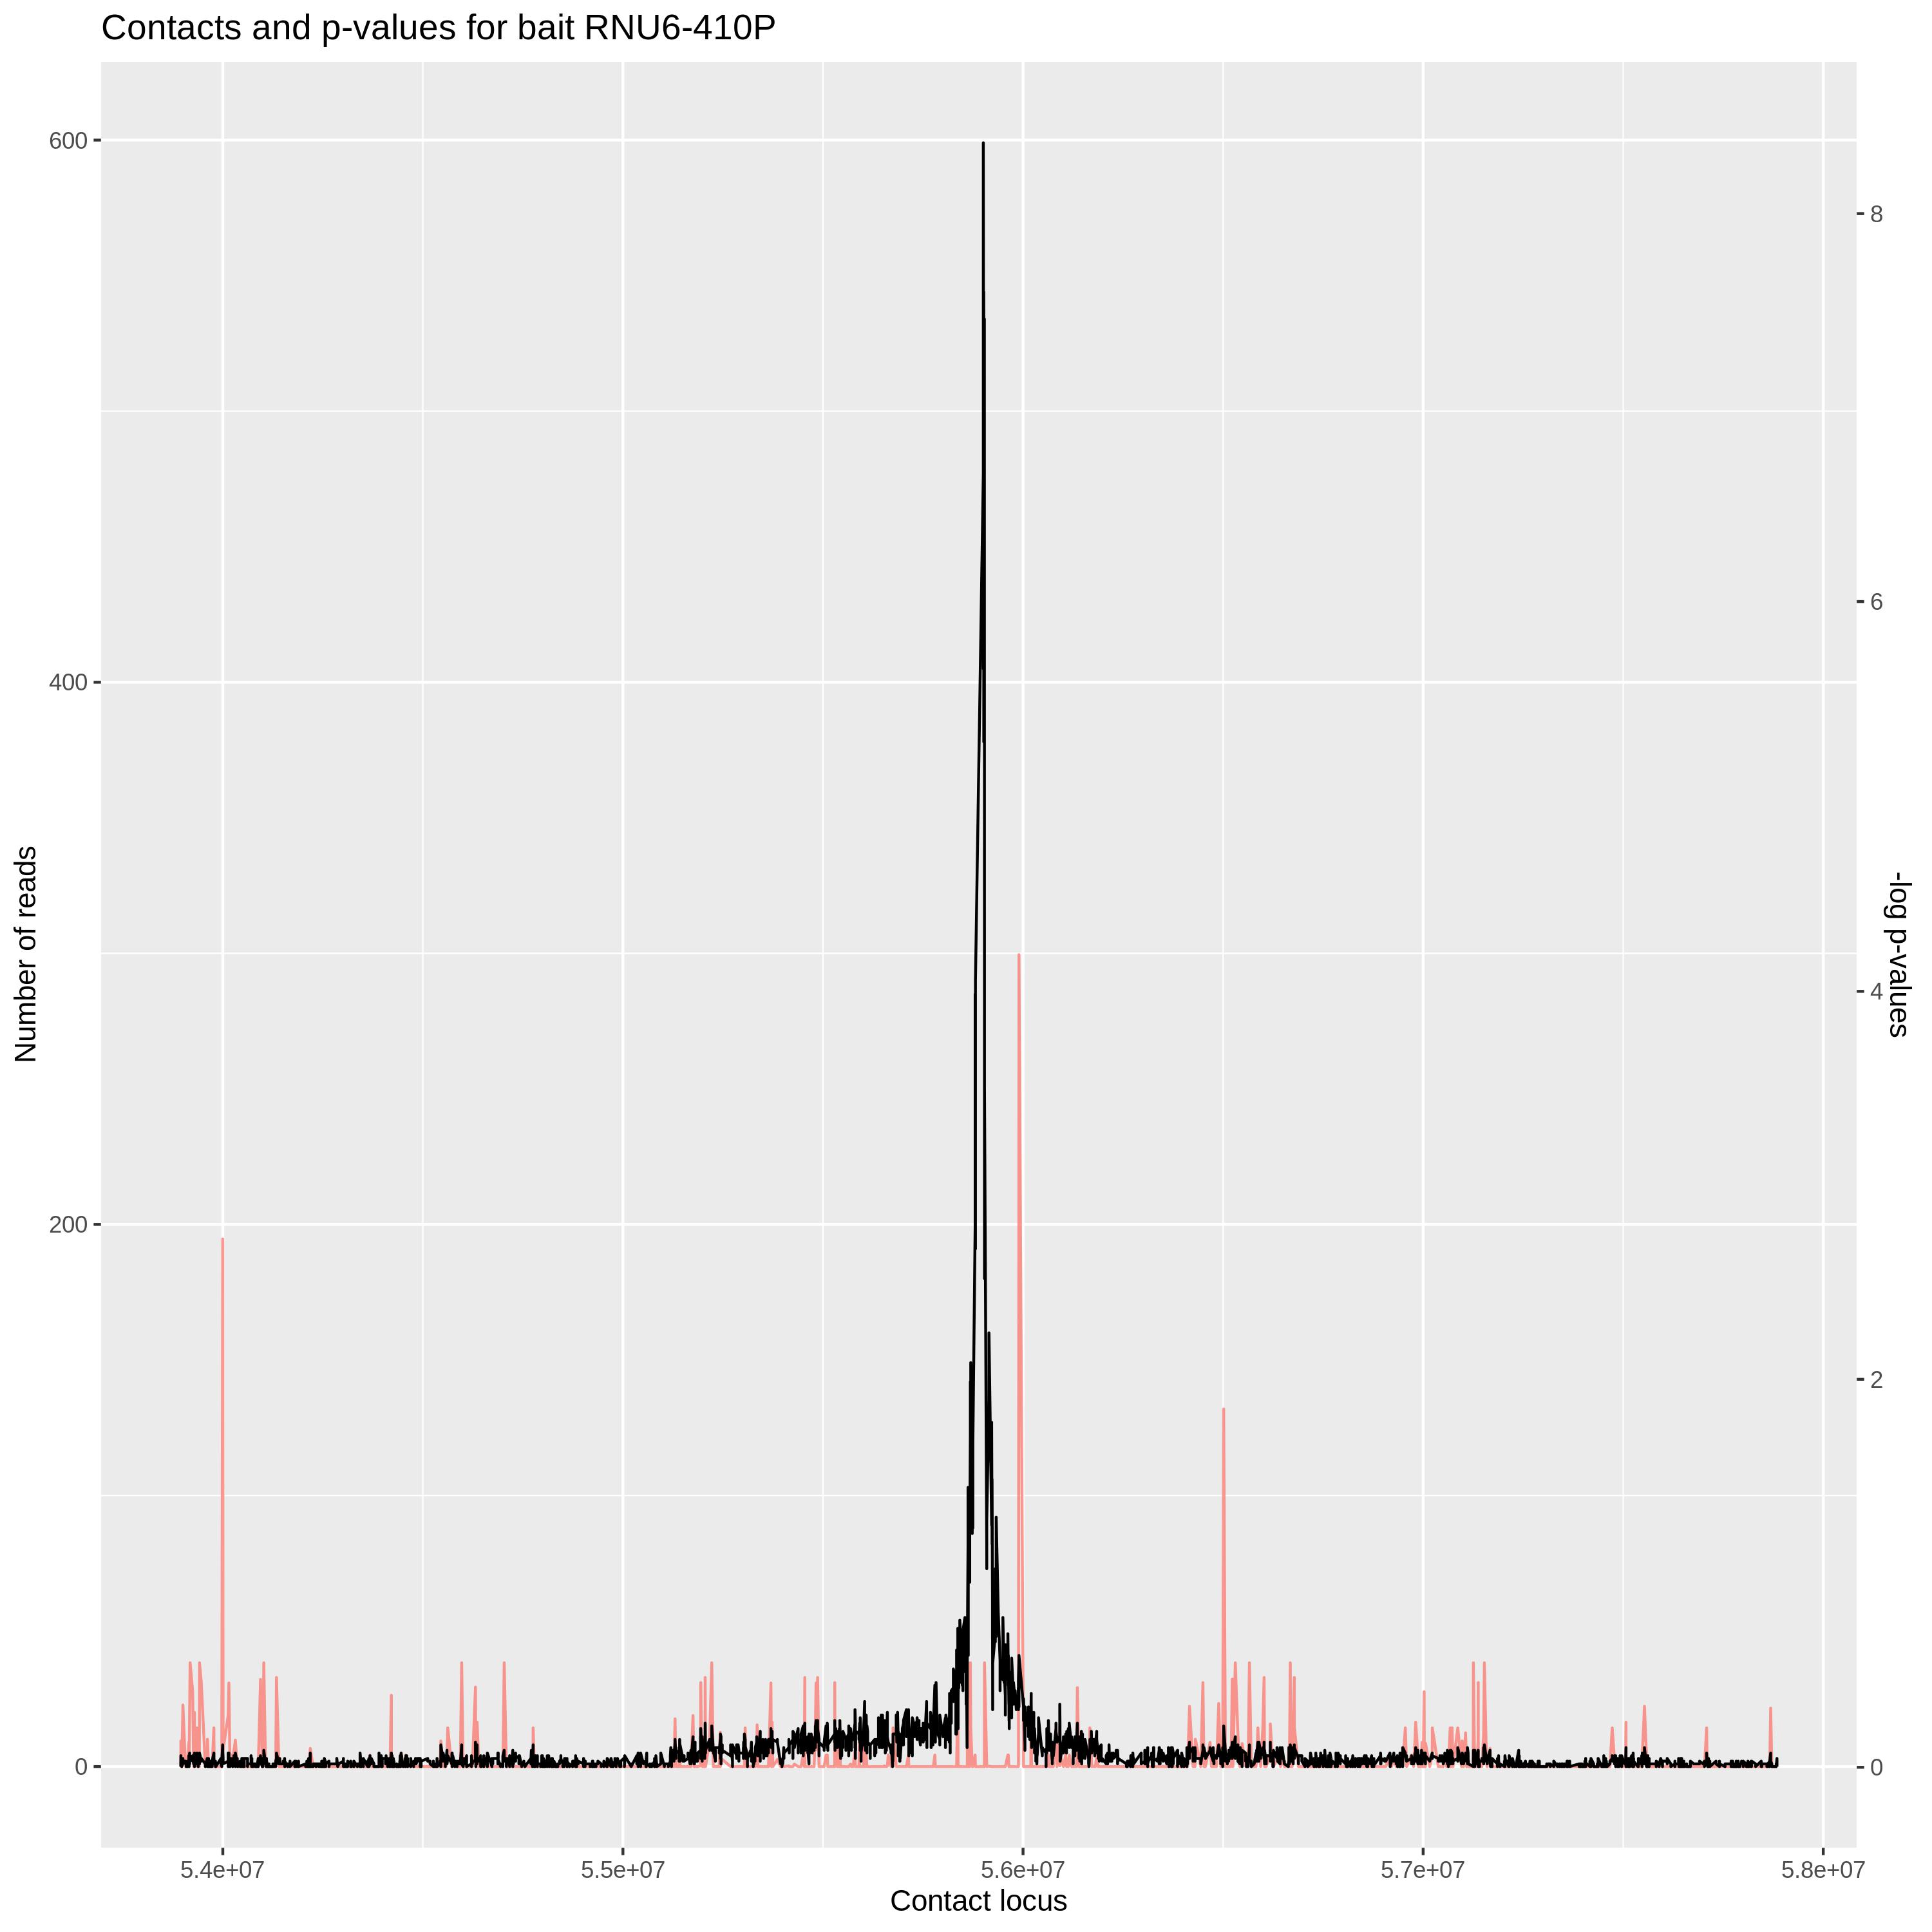 Contacts and p-values for bait RNU6-410P
600
400
200
0
8
6
4
2
0
Number of reads
-log p-values
5.4e+07
5.5e+07
5.6e+07
5.7e+07
5.8e+07
Contact locus